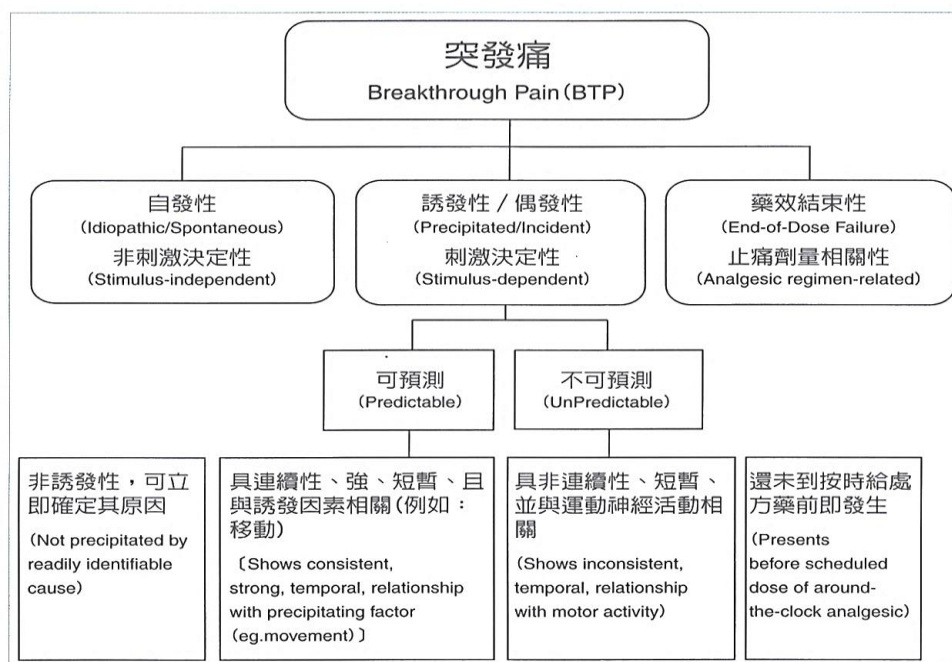 突發痛
Breakthrough Pain(BTP)
自發性
(Idiopathic/Spontaneous)
非刺激決定性
(Stimulus-independent)
誘發性/偶發性
(Precipitated/Incident)
刺激決定性
(Stimulus-dependent)
藥效結束性
(End-of-Dose Failure)
止痛劑量相關性
(Analgesic regimen-related)
可預測
(Predictable)
不可預測
(UnPredictable)
非誘發性,可立
即確定其原因
(Not precipitated by
readily identifiable
cause)
具連續性、強、短暫、且
與誘發因素相關(例如:
移動)
〔Shows consistent,
strong, temporal, relationship
with precipitating factor
(eg.movement)〕
具非連續性、短暫、
並與運動神經活動相
關
(Shows inconsistent,
temporal, relationship
with motor activity)
還未到按時給處
方藥前即發生
(Presents
before scheduled
dose of around-
the-clock analgesic)